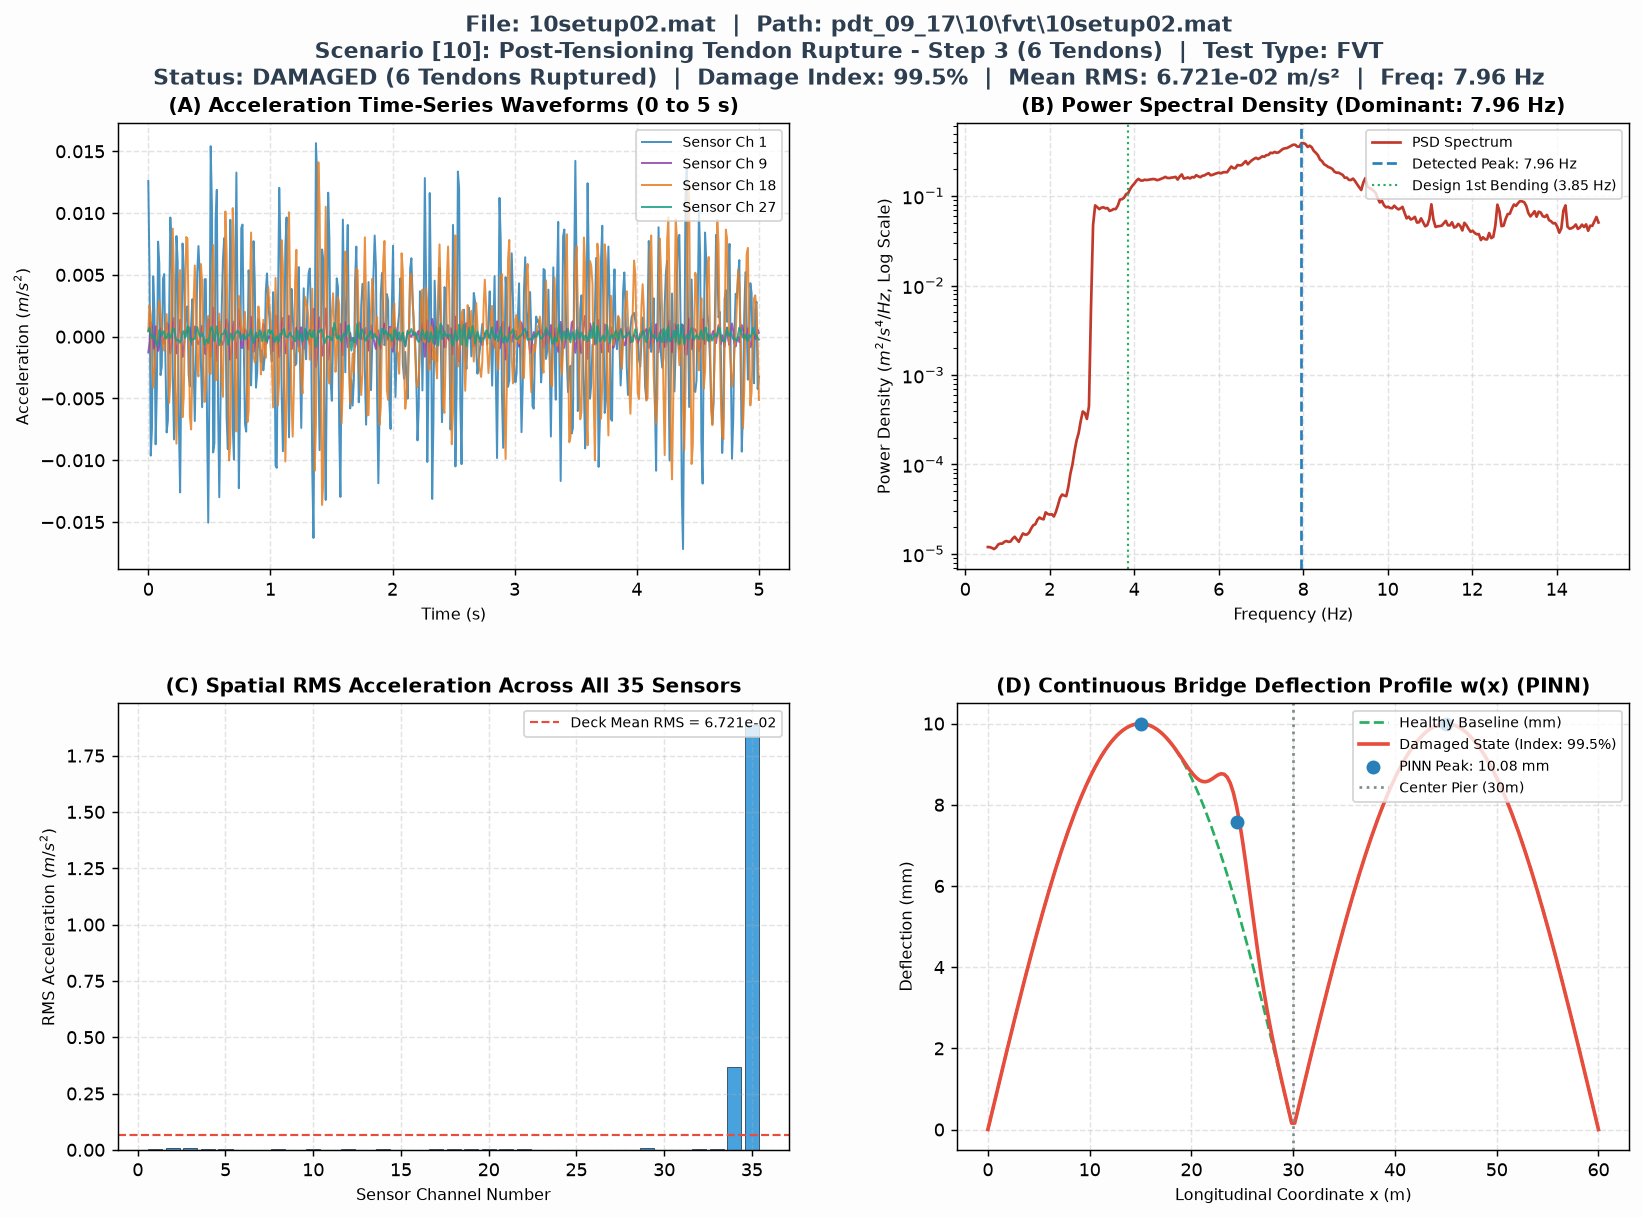 File: 10setup02.mat | Path: pdt_09_17\10\fvt\10setup02.mat
Scenario [10]: Post-Tensioning Tendon Rupture - Step 3 (6 Tendons) | Test Type: FVT
Status: DAMAGED (6 Tendons Ruptured) | Damage Index: 99.5% | Mean RMS: 6.721e-02 m/s² | Freq: 7.96 Hz
(A) Acceleration Time-Series Waveforms (0 to 5 s)
Sensor Ch 1
Sensor Ch 9
Sensor Ch 18
Sensor Ch 27
0.015
0.010
0.005
0.000
−0.005
−0.010
−0.015
Acceleration (m/s²)
0 1 2 3 4 5
Time (s)
(B) Power Spectral Density (Dominant: 7.96 Hz)
PSD Spectrum
Detected Peak: 7.96 Hz
Design 1st Bending (3.85 Hz)
10⁻¹
10⁻²
10⁻³
10⁻⁴
10⁻⁵
Power Density (m²/s⁴/Hz, Log Scale)
0 2 4 6 8 10 12 14
Frequency (Hz)
(C) Spatial RMS Acceleration Across All 35 Sensors
Deck Mean RMS = 6.721e-02
1.75
1.50
1.25
1.00
0.75
0.50
0.25
0.00
RMS Acceleration (m/s²)
0 5 10 15 20 25 30 35
Sensor Channel Number
(D) Continuous Bridge Deflection Profile w(x) (PINN)
Healthy Baseline (mm)
Damaged State (Index: 99.5%)
PINN Peak: 10.08 mm
Center Pier (30m)
10
8
6
4
2
0
Deflection (mm)
0 10 20 30 40 50 60
Longitudinal Coordinate x (m)